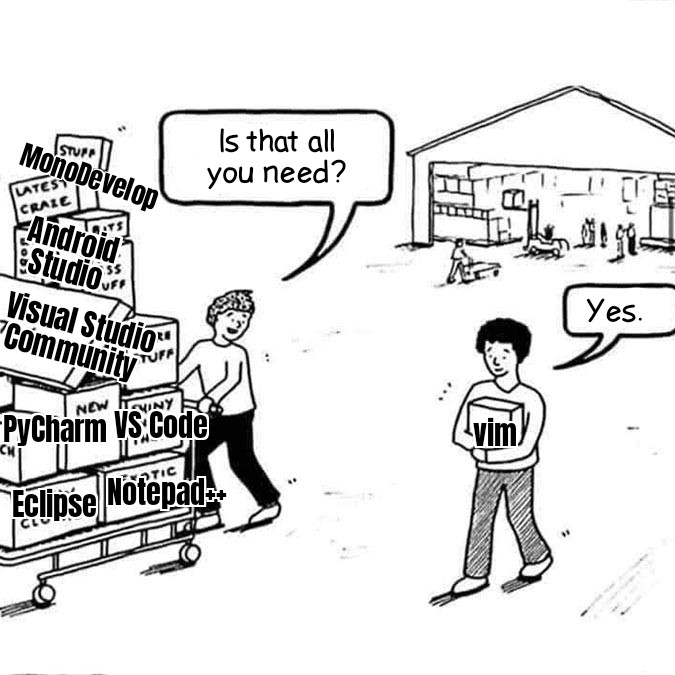 STUFF
MonoDevelop
LATEST
CRAZE
Is that all
you need?
Android
Studio
Yes.
Visual Studio
Community
STUFF
NEW
SHINY
PyCharm
VS Code
vim
EXOTIC
Eclipse
Notepad++